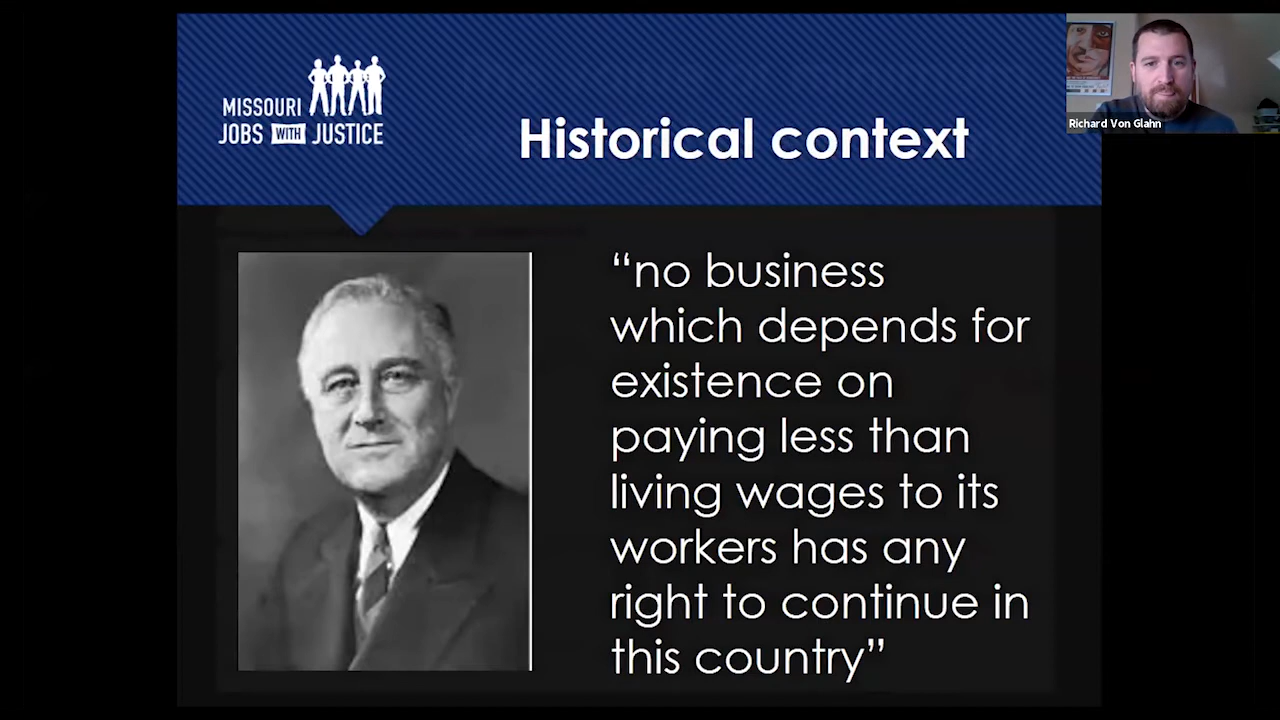 MISSOURI
JOBS WITH JUSTICE
Historical context
Richard Von Glahn
“no business
which depends for
existence on
paying less than
living wages to its
workers has any
right to continue in
this country”